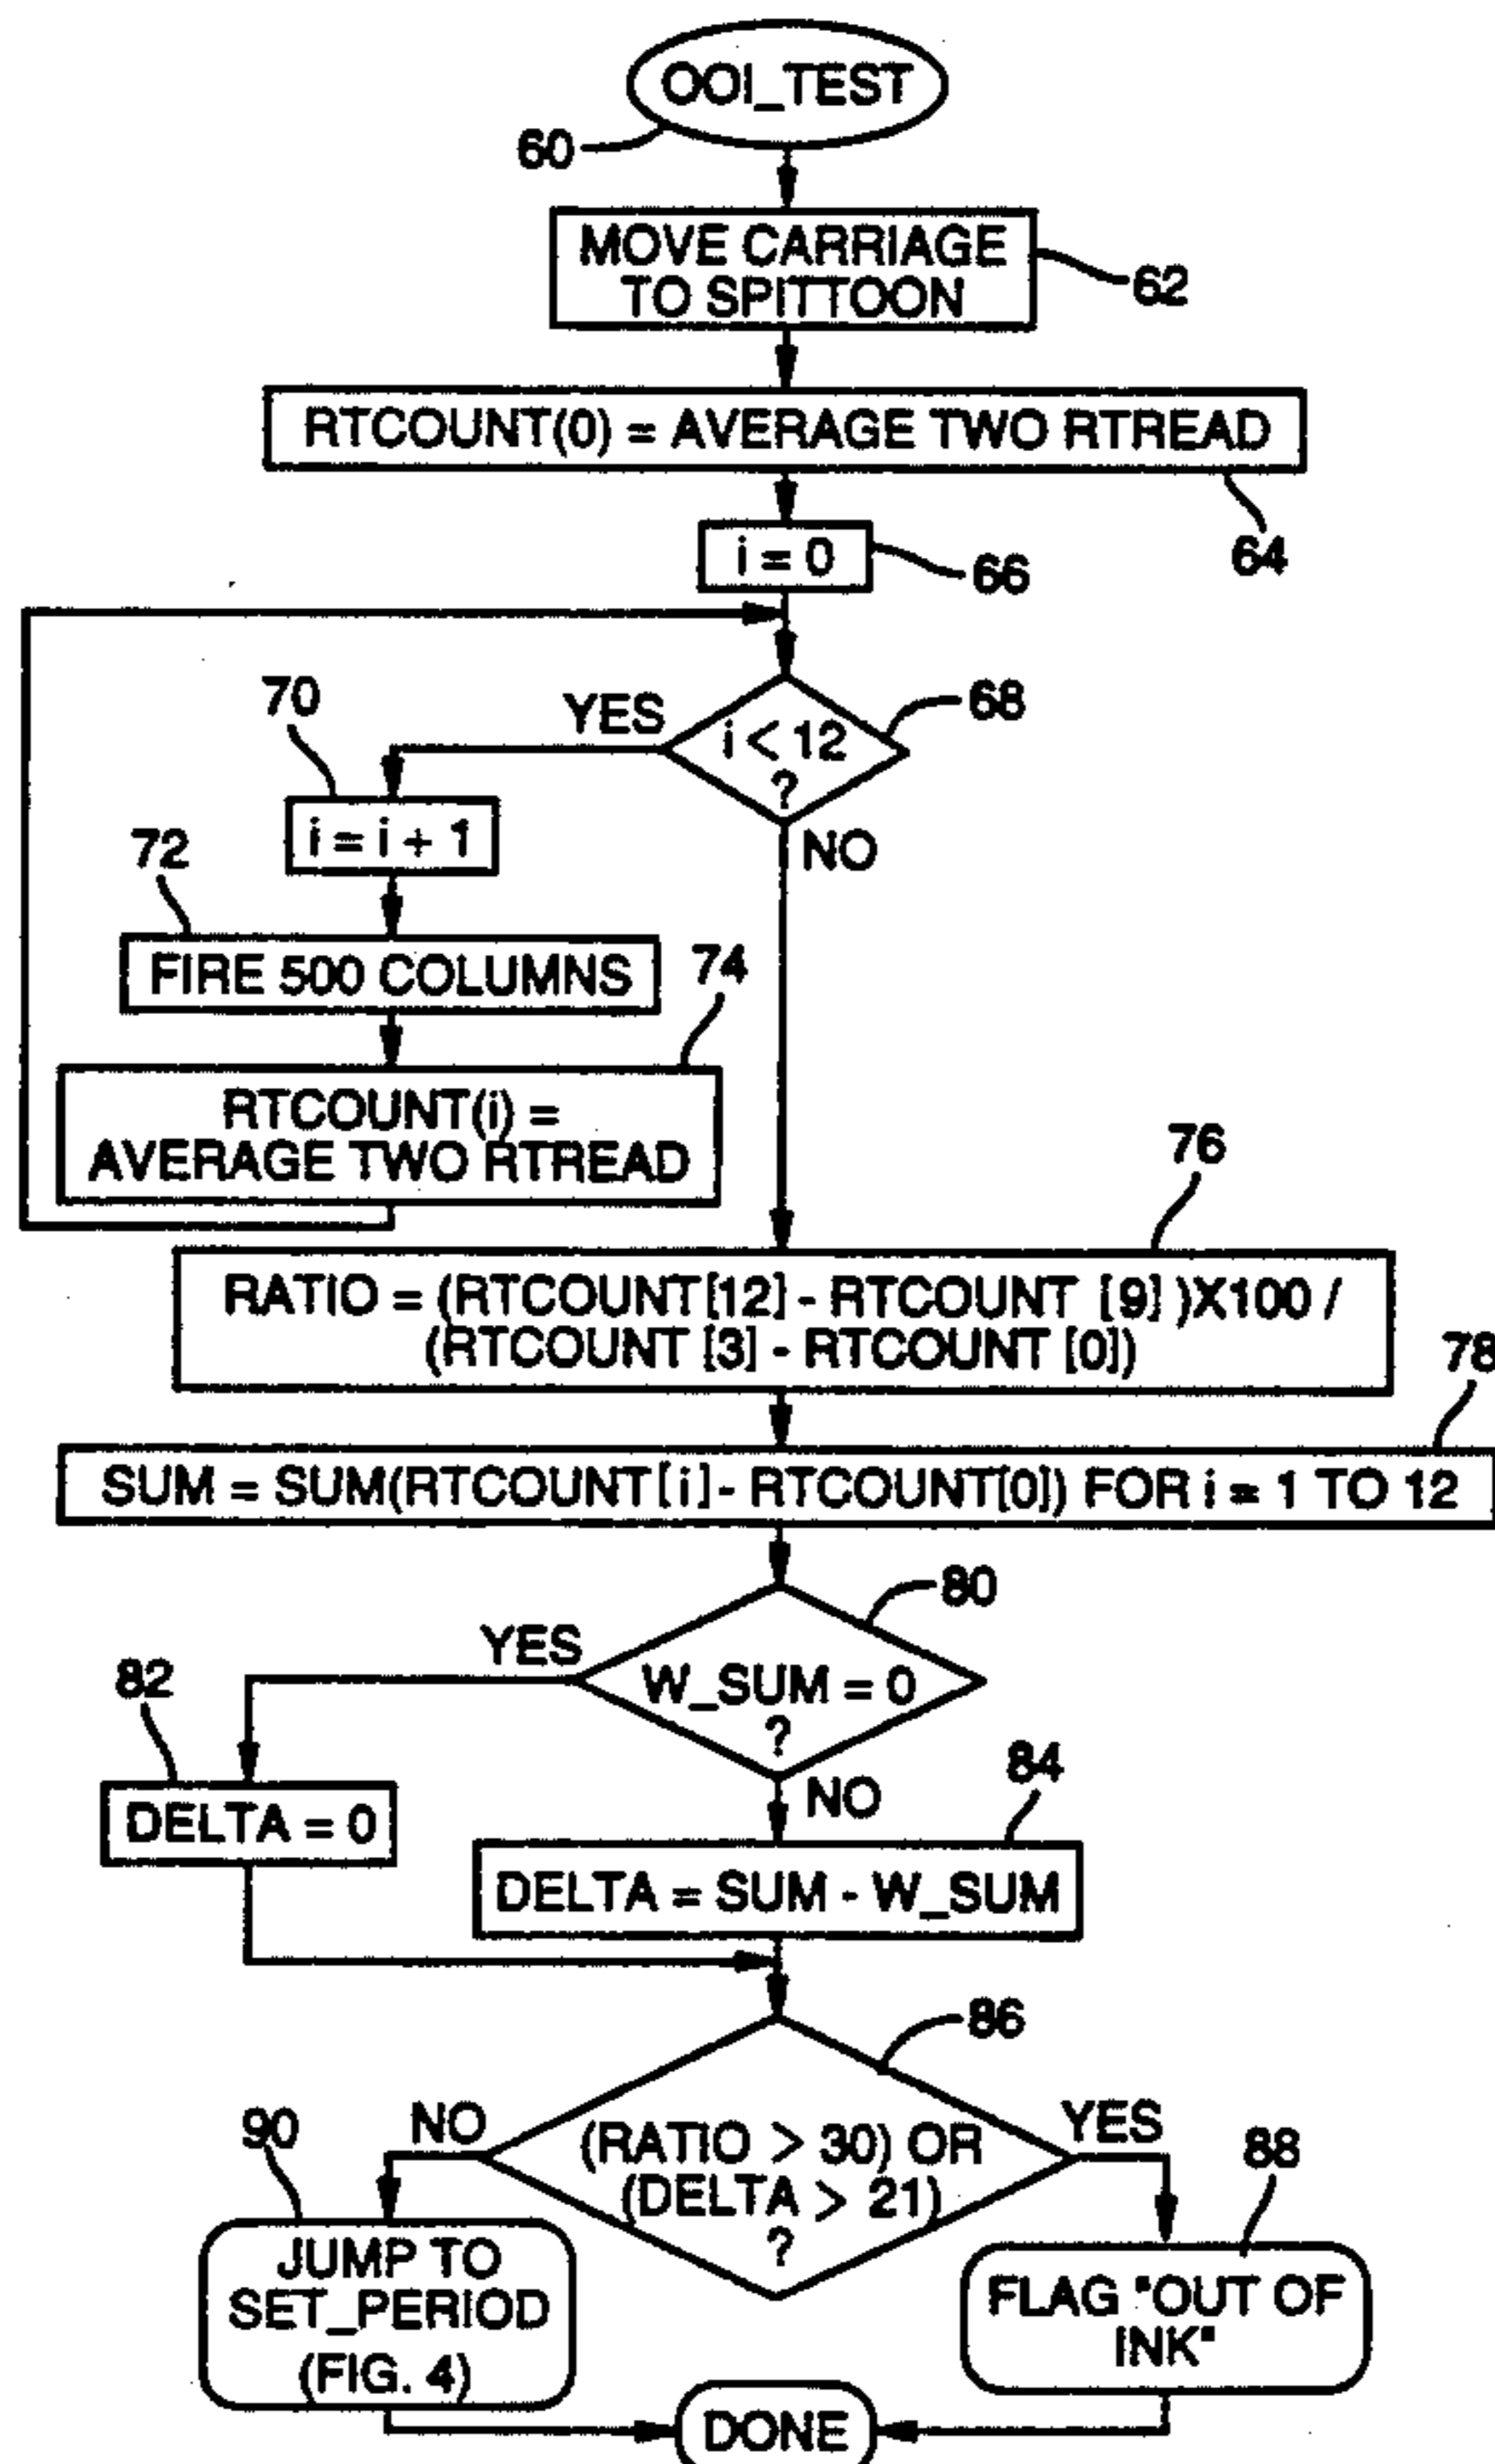 OOI_TEST
60
MOVE CARRIAGE
TO SPITTOON
62
RTCOUNT(0) = AVERAGE TWO RTREAD
64
i = 0
66
i < 12
?
68
YES
NO
70
i = i + 1
72
FIRE 500 COLUMNS
74
RTCOUNT(i) =
AVERAGE TWO RTREAD
76
RATIO = (RTCOUNT[12] - RTCOUNT [9] )X100 /
(RTCOUNT [3] - RTCOUNT [0])
78
SUM = SUM(RTCOUNT[i] - RTCOUNT[0]) FOR i = 1 TO 12
80
YES
W_SUM = 0
?
NO
82
DELTA = 0
84
DELTA = SUM - W_SUM
86
NO
(RATIO > 30) OR
(DELTA > 21)
?
YES
90
JUMP TO
SET_PERIOD
(FIG. 4)
88
FLAG "OUT OF
INK"
DONE